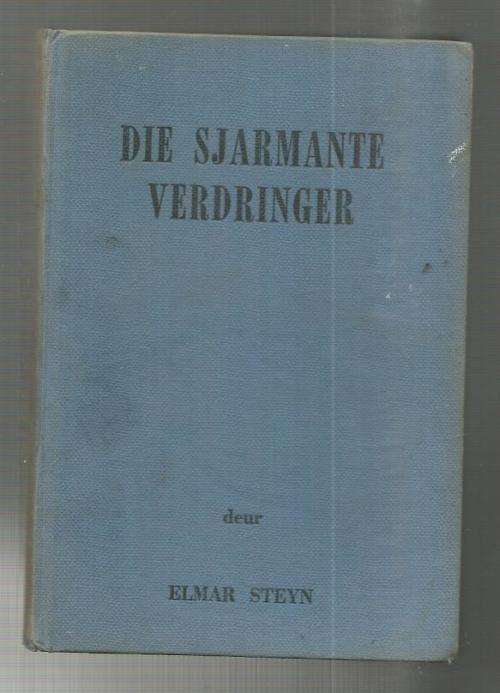 DIE SJARMANTE
VERDRINGER
deur
ELMAR STEYN